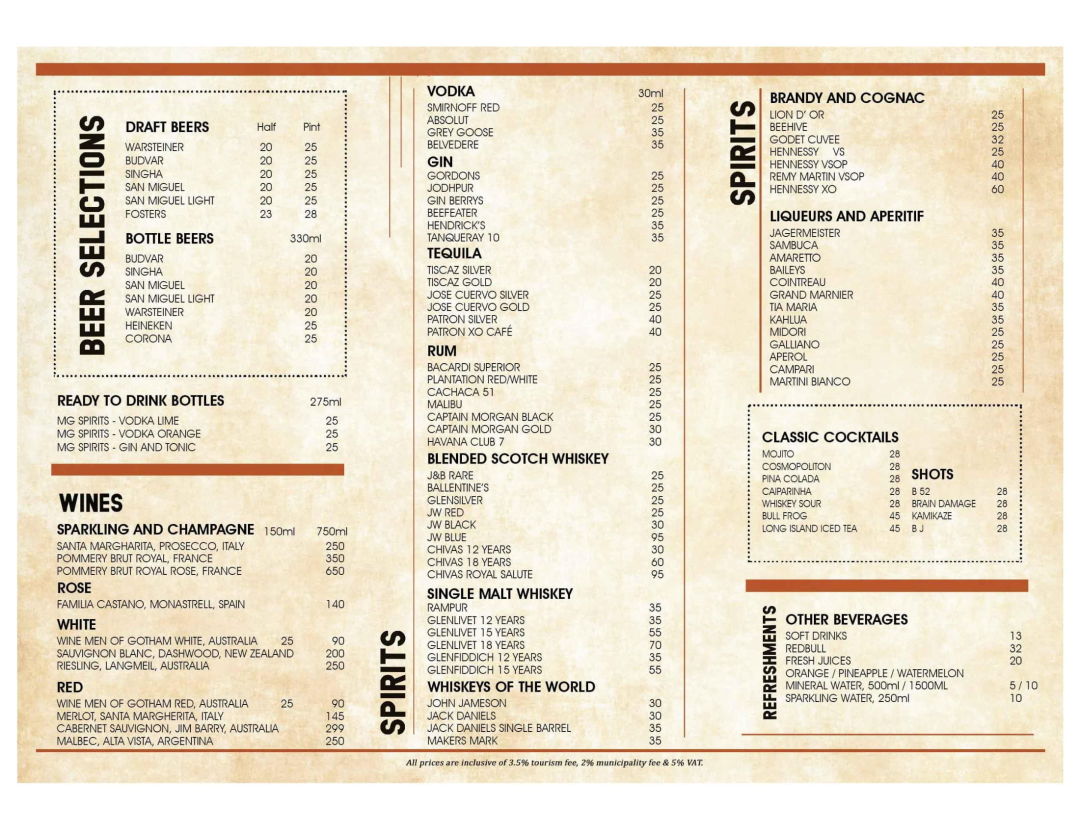 BEER SELECTIONS
DRAFT BEERS Half Pint
WARSTEINER 20 25
BUDVAR 20 25
SINGHA 20 25
SAN MIGUEL 20 25
SAN MIGUEL LIGHT 20 25
FOSTERS 23 28
BOTTLE BEERS 330ml
BUDVAR 20
SINGHA 20
SAN MIGUEL 20
SAN MIGUEL LIGHT 20
WARSTEINER 20
HEINEKEN 25
CORONA 25
READY TO DRINK BOTTLES 275ml
MG SPIRITS - VODKA LIME 25
MG SPIRITS - VODKA ORANGE 25
MG SPIRITS - GIN AND TONIC 25
WINES
SPARKLING AND CHAMPAGNE 150ml 750ml
SANTA MARGHARITA, PROSECCO, ITALY 250
POMMERY BRUT ROYAL, FRANCE 350
POMMERY BRUT ROYAL ROSE, FRANCE 650
ROSE
FAMILIA CASTANO, MONASTRELL, SPAIN 140
WHITE
WINE MEN OF GOTHAM WHITE, AUSTRALIA 25 90
SAUVIGNON BLANC, DASHWOOD, NEW ZEALAND 200
RIESLING, LANGMEIL, AUSTRALIA 250
RED
WINE MEN OF GOTHAM RED, AUSTRALIA 25 90
MERLOT, SANTA MARGHERITA, ITALY 145
CABERNET SAUVIGNON, JIM BARRY, AUSTRALIA 299
MALBEC, ALTA VISTA, ARGENTINA 250
SPIRITS
VODKA 30ml
SMIRNOFF RED 25
ABSOLUT 25
GREY GOOSE 35
BELVEDERE 35
GIN
GORDONS 25
JODHPUR 25
GIN BERRYS 25
BEEFEATER 25
HENDRICK'S 35
TANQUERAY 10 35
TEQUILA
TISCAZ SILVER 20
TISCAZ GOLD 20
JOSE CUERVO SILVER 25
JOSE CUERVO GOLD 25
PATRON SILVER 40
PATRON XO CAFÉ 40
RUM
BACARDI SUPERIOR 25
PLANTATION RED/WHITE 25
CACHACA 51 25
MALIBU 25
CAPTAIN MORGAN BLACK 25
CAPTAIN MORGAN GOLD 30
HAVANA CLUB 7 30
BLENDED SCOTCH WHISKEY
J&B RARE 25
BALLENTINE'S 25
GLENSILVER 25
JW RED 25
JW BLACK 30
JW BLUE 95
CHIVAS 12 YEARS 30
CHIVAS 18 YEARS 60
CHIVAS ROYAL SALUTE 95
SINGLE MALT WHISKEY
RAMPUR 35
GLENLIVET 12 YEARS 35
GLENLIVET 15 YEARS 55
GLENLIVET 18 YEARS 70
GLENFIDDICH 12 YEARS 35
GLENFIDDICH 15 YEARS 55
WHISKEYS OF THE WORLD
JOHN JAMESON 30
JACK DANIELS 30
JACK DANIELS SINGLE BARREL 35
MAKERS MARK 35
SPIRITS
BRANDY AND COGNAC
LION D' OR 25
BEEHIVE 25
GODET CUVEE 32
HENNESSY VS 25
HENNESSY VSOP 40
REMY MARTIN VSOP 40
HENNESSY XO 60
LIQUEURS AND APERITIF
JAGERMEISTER 35
SAMBUCA 35
AMARETTO 35
BAILEYS 35
COINTREAU 40
GRAND MARNIER 40
TIA MARIA 35
KAHLUA 35
MIDORI 25
GALLIANO 25
APEROL 25
CAMPARI 25
MARTINI BIANCO 25
CLASSIC COCKTAILS
MOJITO 28
COSMOPOLITON 28
PINA COLADA 28
CAIPARINHA 28
WHISKEY SOUR 28
BULL FROG 45
LONG ISLAND ICED TEA 45
SHOTS
B 52 28
BRAIN DAMAGE 28
KAMIKAZE 28
B J 28
REFRESHMENTS
OTHER BEVERAGES
SOFT DRINKS 13
REDBULL 32
FRESH JUICES 20
ORANGE / PINEAPPLE / WATERMELON
MINERAL WATER, 500ml / 1500ML 5 / 10
SPARKLING WATER, 250ml 10
All prices are inclusive of 3.5% tourism fee, 2% municipality fee & 5% VAT.